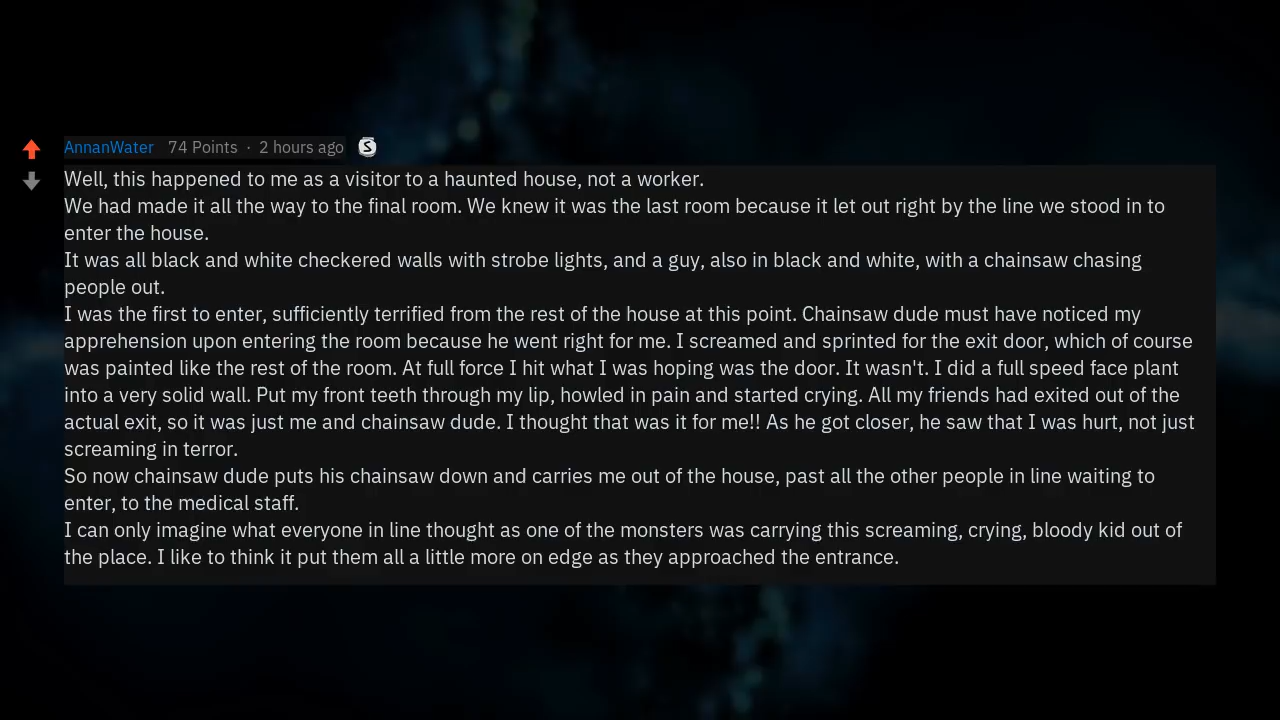 AnnanWater 74 Points · 2 hours ago S
Well, this happened to me as a visitor to a haunted house, not a worker.
We had made it all the way to the final room. We knew it was the last room because it let out right by the line we stood in to
enter the house.
It was all black and white checkered walls with strobe lights, and a guy, also in black and white, with a chainsaw chasing
people out.
I was the first to enter, sufficiently terrified from the rest of the house at this point. Chainsaw dude must have noticed my
apprehension upon entering the room because he went right for me. I screamed and sprinted for the exit door, which of course
was painted like the rest of the room. At full force I hit what I was hoping was the door. It wasn't. I did a full speed face plant
into a very solid wall. Put my front teeth through my lip, howled in pain and started crying. All my friends had exited out of the
actual exit, so it was just me and chainsaw dude. I thought that was it for me!! As he got closer, he saw that I was hurt, not just
screaming in terror.
So now chainsaw dude puts his chainsaw down and carries me out of the house, past all the other people in line waiting to
enter, to the medical staff.
I can only imagine what everyone in line thought as one of the monsters was carrying this screaming, crying, bloody kid out of
the place. I like to think it put them all a little more on edge as they approached the entrance.